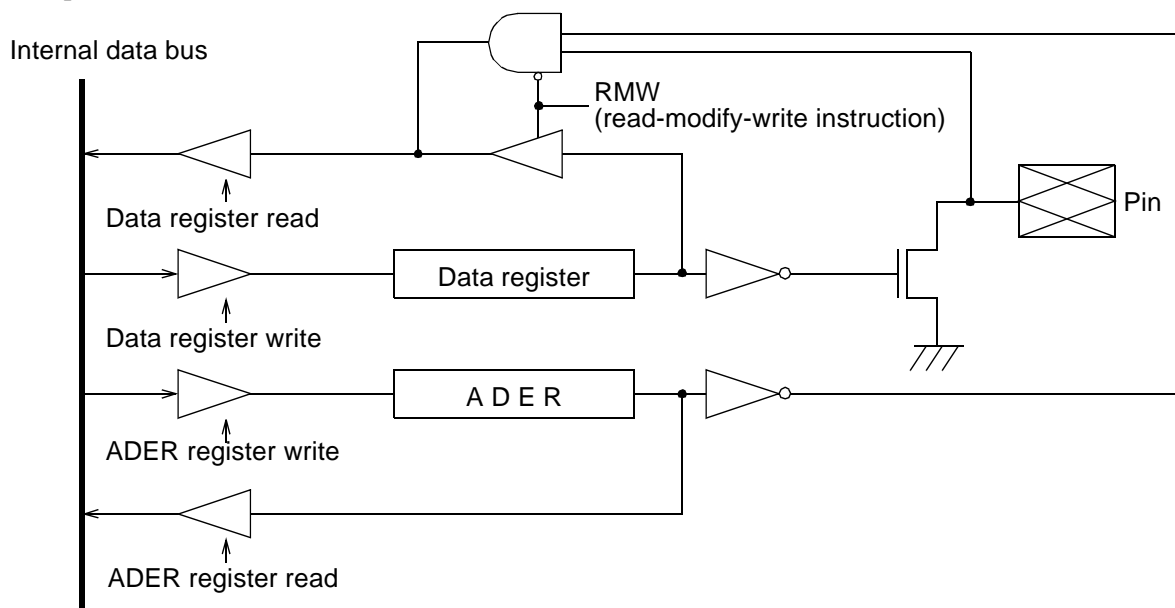 Internal data bus
RMW
(read-modify-write instruction)
Data register read
Pin
Data register
Data register write
A D E R
ADER register write
ADER register read